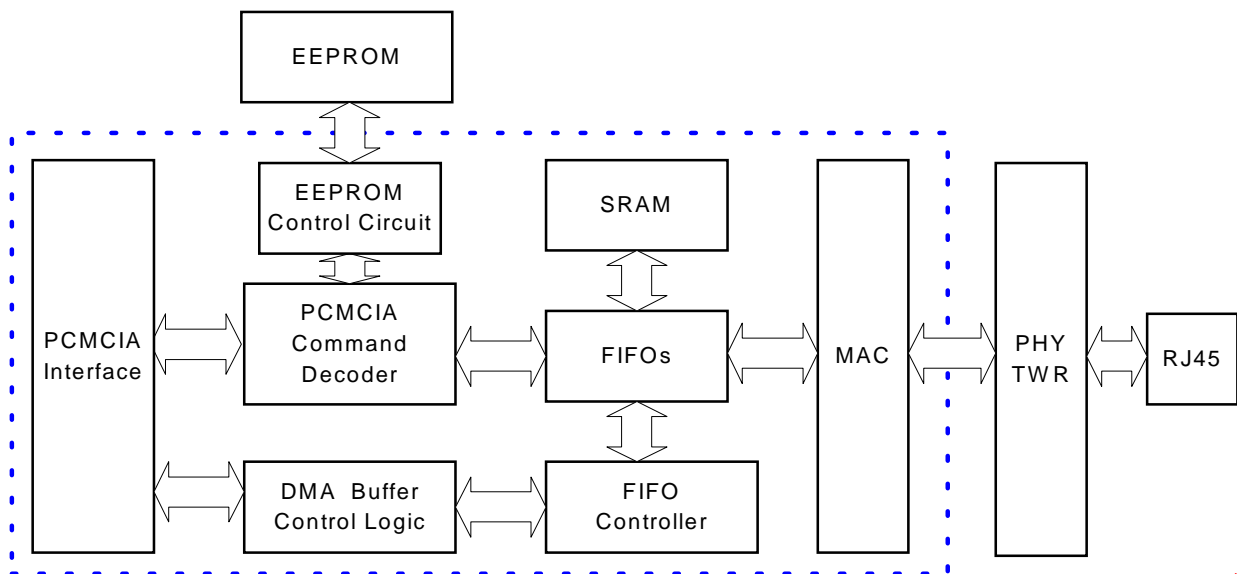 EEPROM
EEPROM
Control Circuit
SRAM
PCMCIA
Interface
PCMCIA
Command
Decoder
FIFOs
MAC
PHY
TWR
RJ45
DMA Buffer
Control Logic
FIFO
Controller